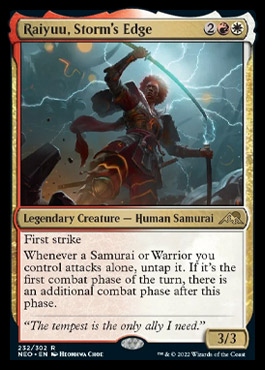 Raiyuu, Storm's Edge 2
Legendary Creature — Human Samurai
First strike
Whenever a Samurai or Warrior you
control attacks alone, untap it. If it's the
first combat phase of the turn, there is
an additional combat phase after this
phase.
"The tempest is the only ally I need."
3/3
232/302 R
NEO • EN Heonhwa Choe
™ & © 2022 Wizards of the Coast